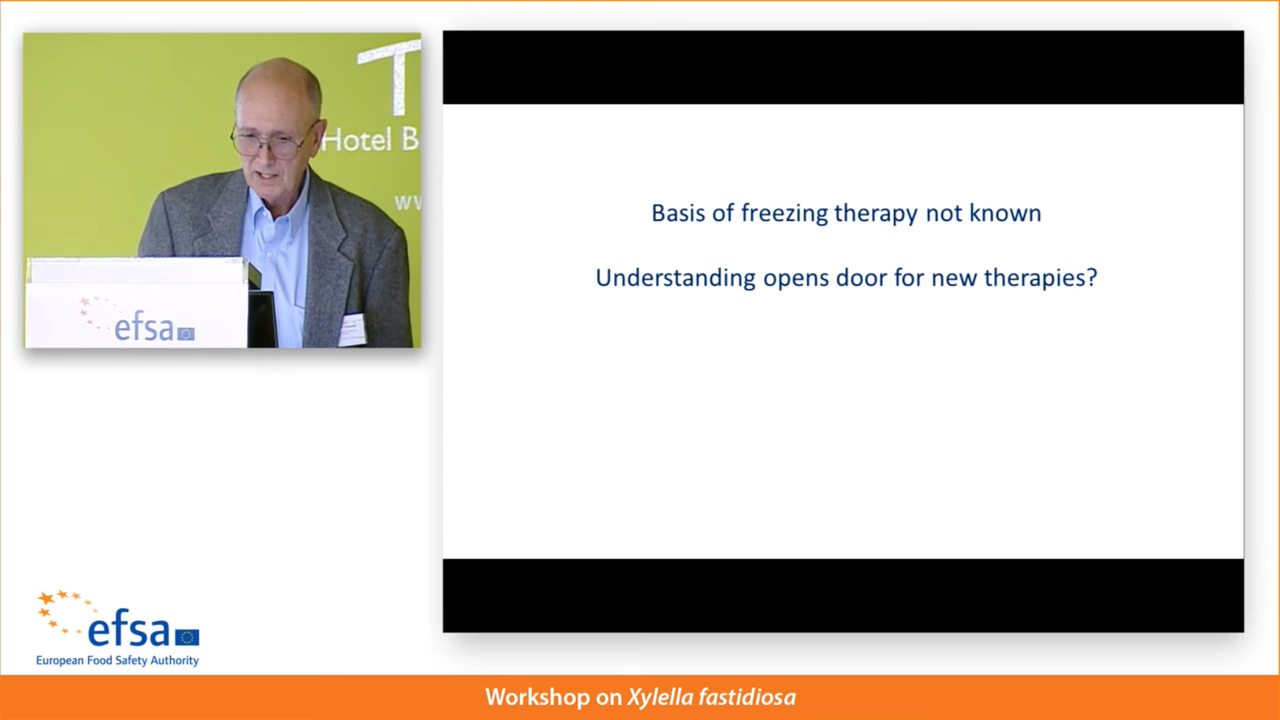 T
Hotel B
ww
efsa
Basis of freezing therapy not known
Understanding opens door for new therapies?
efsa
European Food Safety Authority
Workshop on Xylella fastidiosa